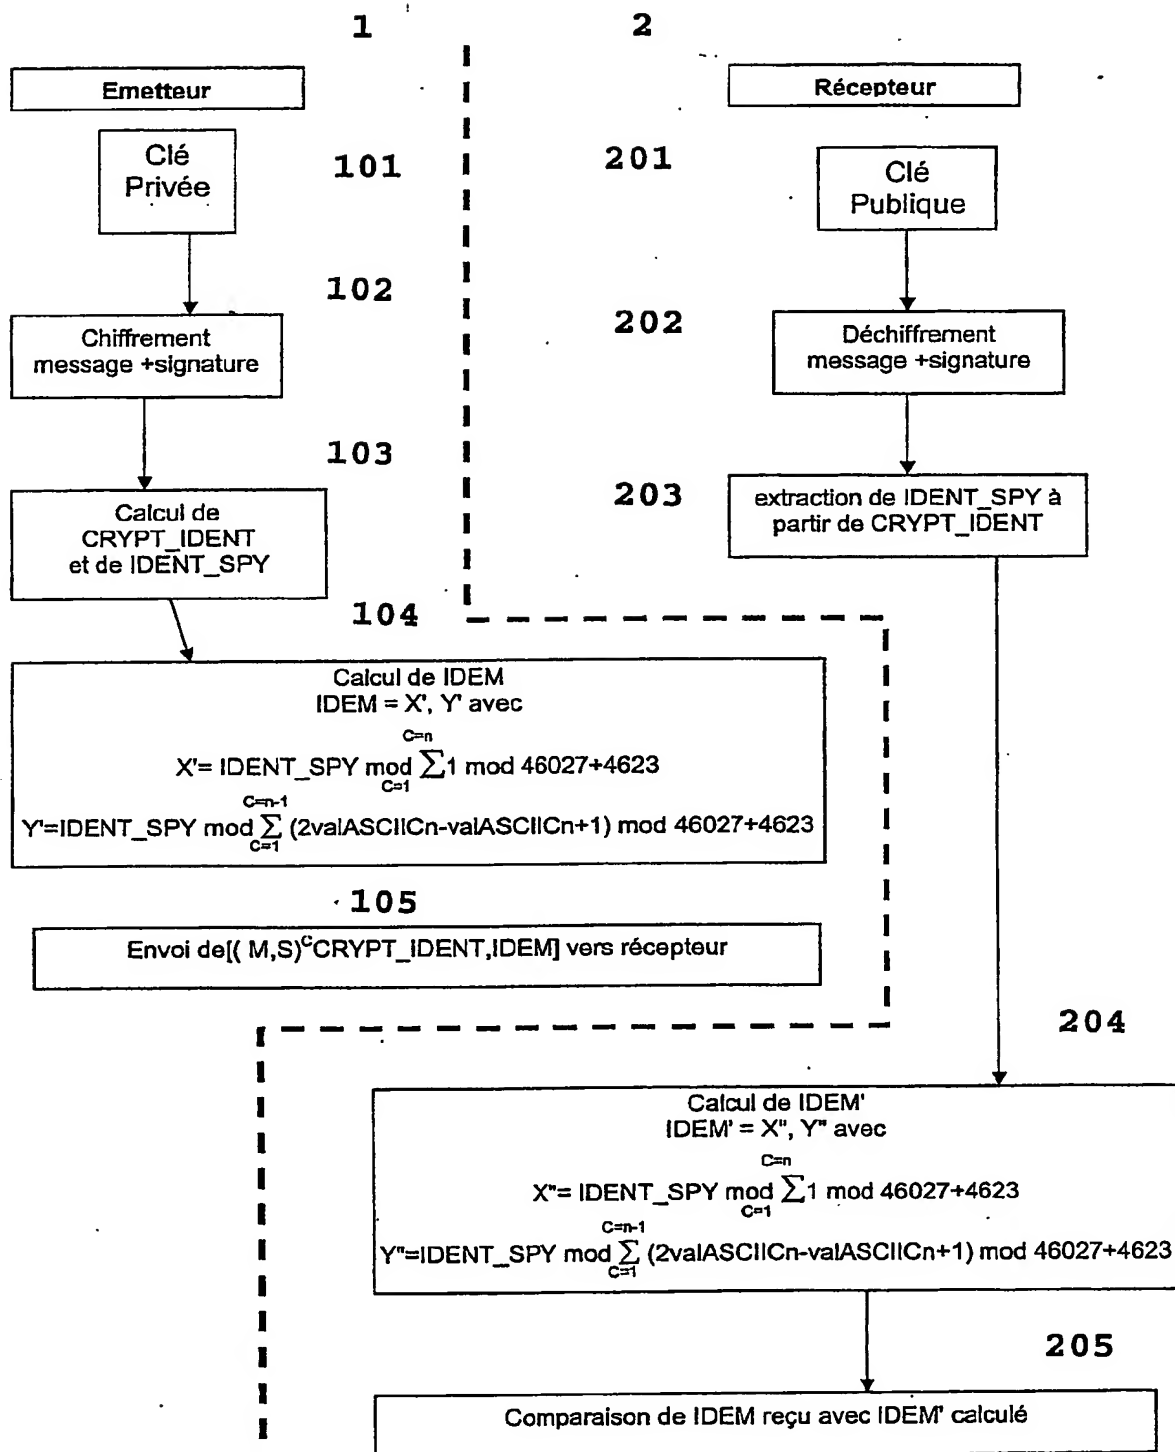 1
2
Emetteur
Récepteur
Clé
Privée
101
201
Clé
Publique
102
202
Chiffrement
message +signature
Déchiffrement
message +signature
103
203
Calcul de
CRYPT_IDENT
et de IDENT_SPY
extraction de IDENT_SPY à
partir de CRYPT_IDENT
104
Calcul de IDEM
IDEM = X', Y' avec
C=n
X'= IDENT_SPY mod ∑1 mod 46027+4623
C=1
C=n-1
Y'=IDENT_SPY mod∑ (2valASCIICn-valASCIICn+1) mod 46027+4623
C=1
105
Envoi de[( M,S)ᶜCRYPT_IDENT,IDEM] vers récepteur
204
Calcul de IDEM'
IDEM' = X", Y" avec
C=n
X"= IDENT_SPY mod ∑1 mod 46027+4623
C=1
C=n-1
Y"=IDENT_SPY mod∑ (2valASCIICn-valASCIICn+1) mod 46027+4623
C=1
205
Comparaison de IDEM reçu avec IDEM' calculé